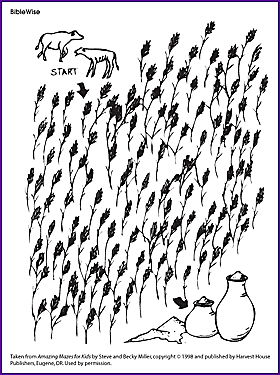 BibleWise
START
Taken from Amazing Mazes for Kids by Steve and Becky Miller, copyright © 1998 and published by Harvest House
Publishers, Eugene, OR. Used by permission.